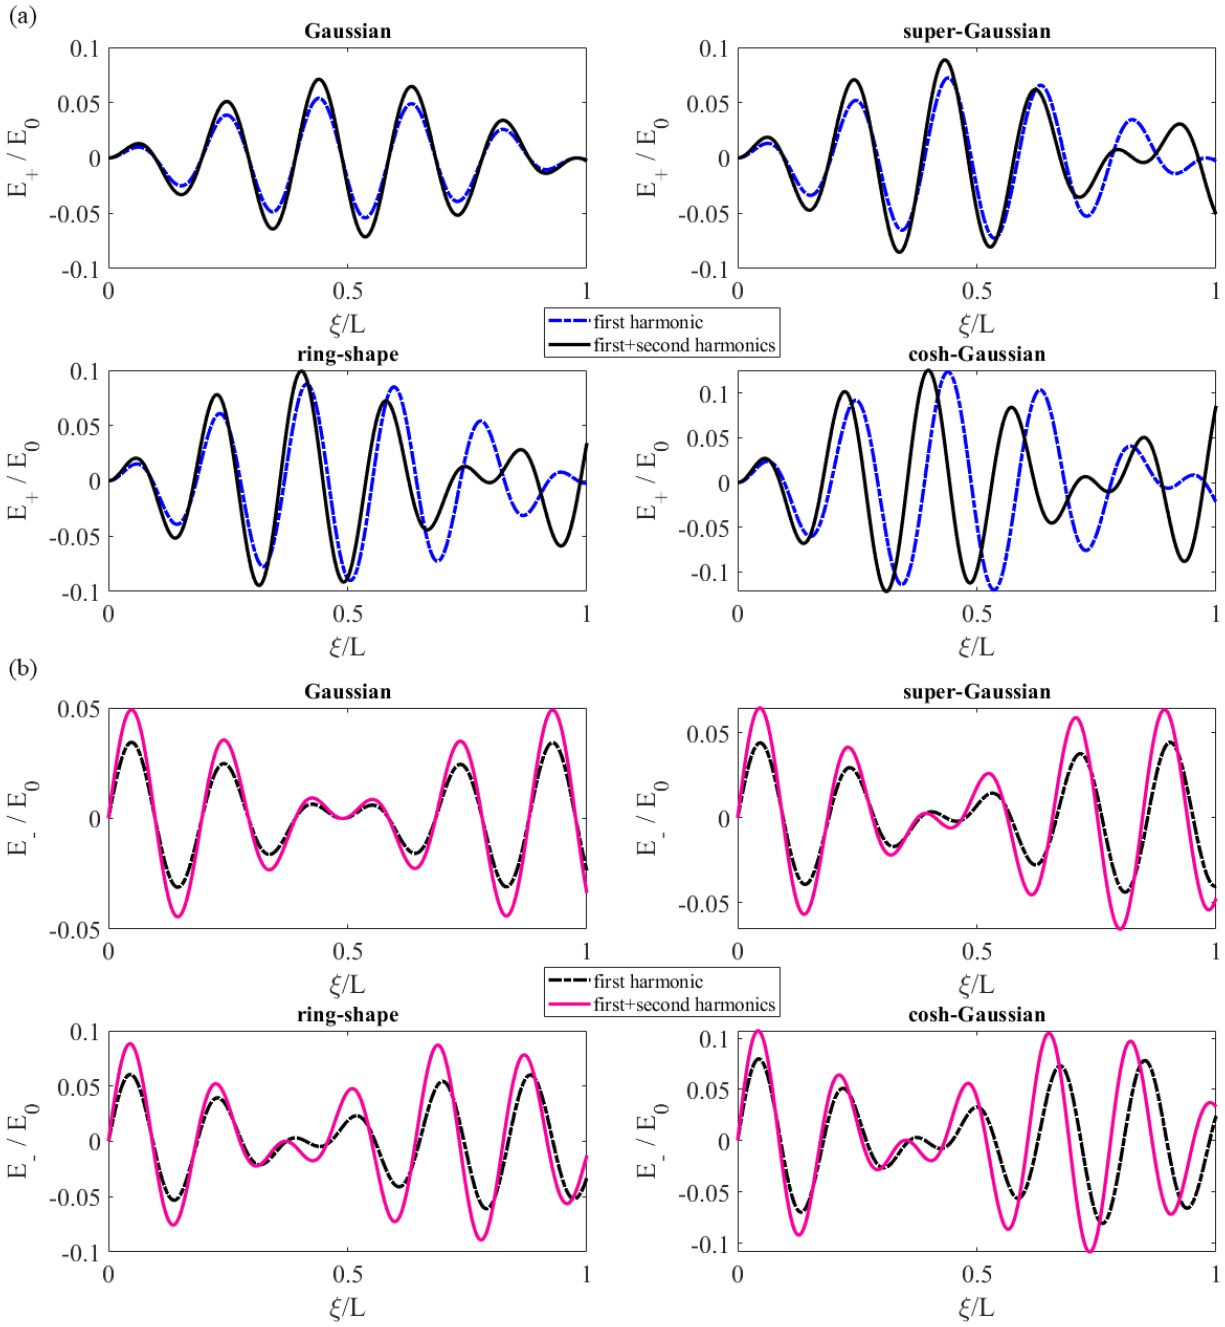 (a)
Gaussian
super-Gaussian
0.1
0.05
0
-0.05
-0.1
E+ / E0
0
0.5
1
ξ/L
0.1
0.05
0
-0.05
-0.1
E+ / E0
0
0.5
1
ξ/L
first harmonic
first+second harmonics
ring-shape
cosh-Gaussian
0.1
0.05
0
-0.05
-0.1
E+ / E0
0
0.5
1
ξ/L
0.1
0.05
0
-0.05
-0.1
E+ / E0
0
0.5
1
ξ/L
(b)
Gaussian
super-Gaussian
0.05
0
-0.05
E- / E0
0
0.5
1
ξ/L
0.05
0
-0.05
E- / E0
0
0.5
1
ξ/L
first harmonic
first+second harmonics
ring-shape
cosh-Gaussian
0.1
0.05
0
-0.05
-0.1
E- / E0
0
0.5
1
ξ/L
0.1
0.05
0
-0.05
-0.1
E- / E0
0
0.5
1
ξ/L